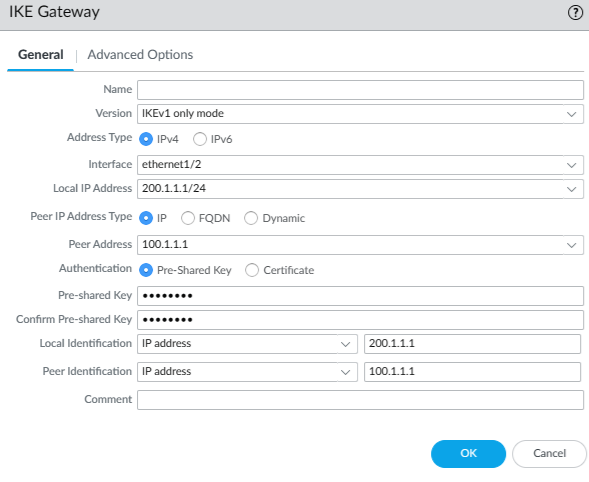 IKE Gateway
General Advanced Options
Name
Version IKEv1 only mode
Address Type IPv4 IPv6
Interface ethernet1/2
Local IP Address 200.1.1.1/24
Peer IP Address Type IP FQDN Dynamic
Peer Address 100.1.1.1
Authentication Pre-Shared Key Certificate
Pre-shared Key ••••••••
Confirm Pre-shared Key ••••••••
Local Identification IP address 200.1.1.1
Peer Identification IP address 100.1.1.1
Comment
OK Cancel